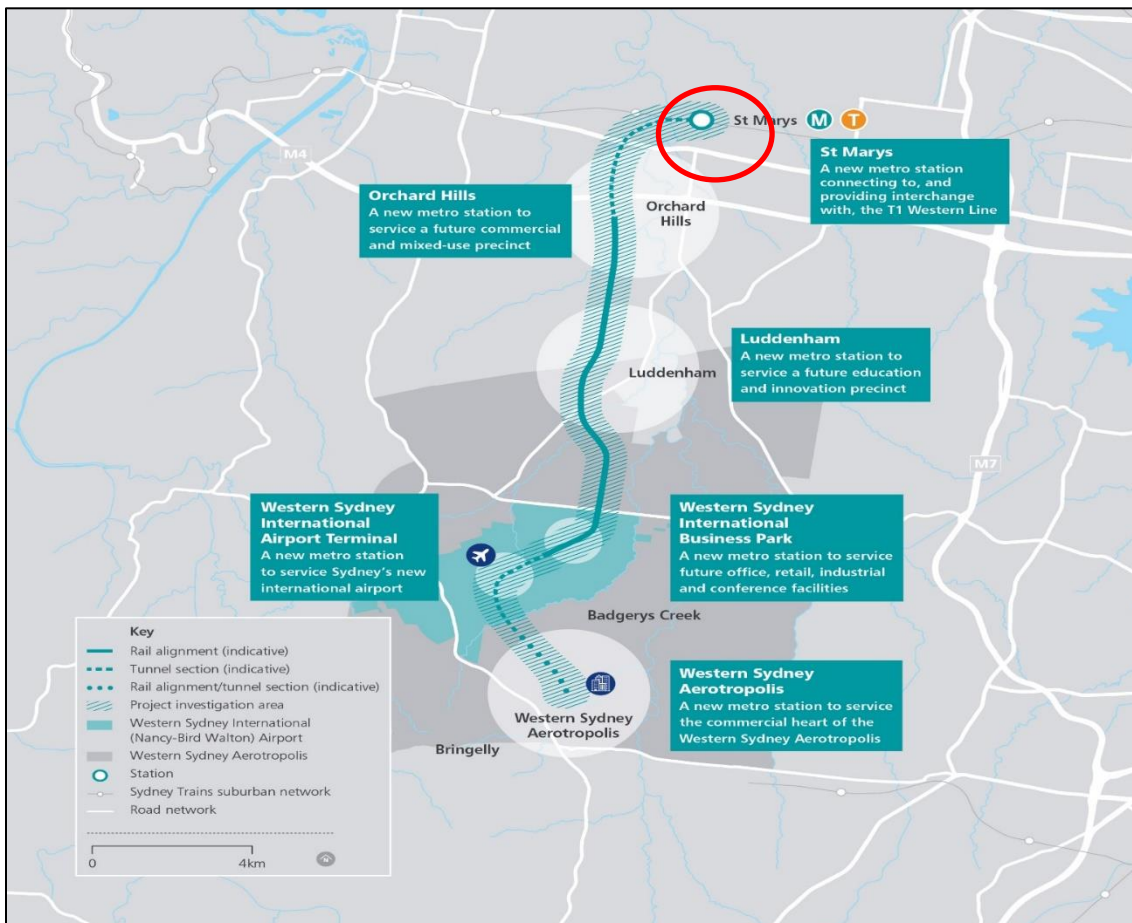 St Marys M T
M4
St Marys
A new metro station
connecting to, and
providing interchange
with, the T1 Western Line
Orchard Hills
A new metro station to
service a future commercial
and mixed-use precinct
Orchard
Hills
Luddenham
A new metro station to
service a future education
and innovation precinct
Luddenham
M7
Western Sydney
International
Airport Terminal
A new metro station
to service Sydney's new
international airport
Western Sydney
International
Business Park
A new metro station to service
future office, retail, industrial
and conference facilities
Badgerys Creek
Western Sydney
Aerotropolis
A new metro station to service
the commercial heart of the
Western Sydney Aerotropolis
Western Sydney
Aerotropolis
Bringelly
Key
Rail alignment (indicative)
Tunnel section (indicative)
Rail alignment/tunnel section (indicative)
Project investigation area
Western Sydney International
(Nancy-Bird Walton) Airport
Western Sydney Aerotropolis
Station
Sydney Trains suburban network
Road network
0 4km